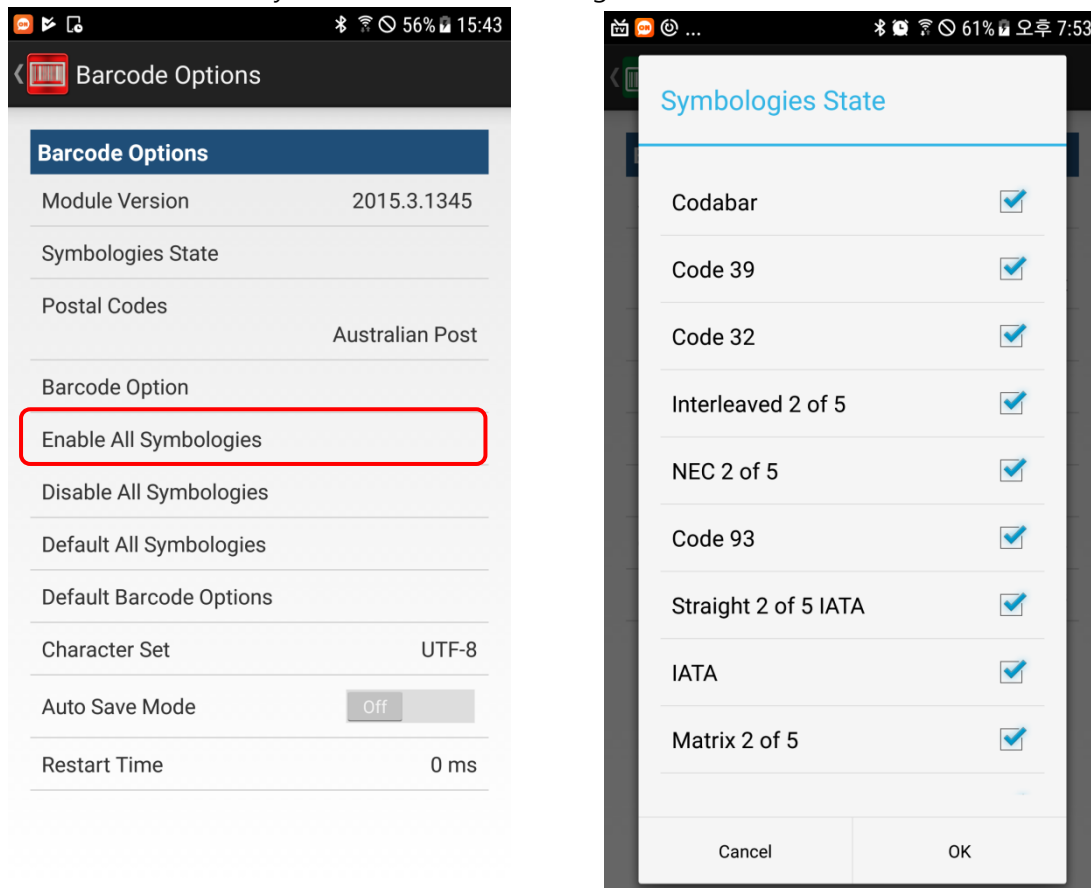 56% 15:43
Barcode Options
Barcode Options
Module Version 2015.3.1345
Symbologies State
Postal Codes
Australian Post
Barcode Option
Enable All Symbologies
Disable All Symbologies
Default All Symbologies
Default Barcode Options
Character Set UTF-8
Auto Save Mode Off
Restart Time 0 ms
... 61% 오후 7:53
Symbologies State
Codabar
Code 39
Code 32
Interleaved 2 of 5
NEC 2 of 5
Code 93
Straight 2 of 5 IATA
IATA
Matrix 2 of 5
Cancel OK